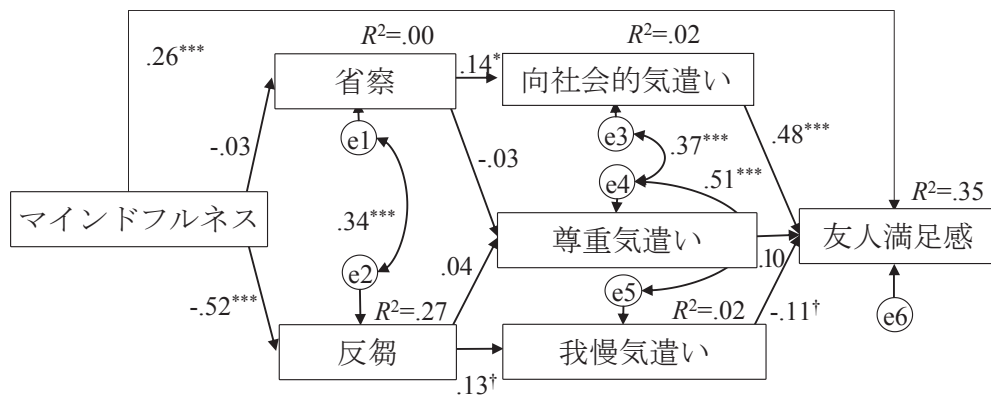 R²=.00
R²=.02
.26***
省察
.14*
向社会的気遣い
e1
e3
-.03
-.03
.37***
.48***
e4
.51***
R²=.35
マインドフルネス
.34***
尊重気遣い
友人満足感
e2
.04
.10
e5
-.52***
R²=.27
R²=.02
-.11†
e6
反芻
我慢気遣い
.13†